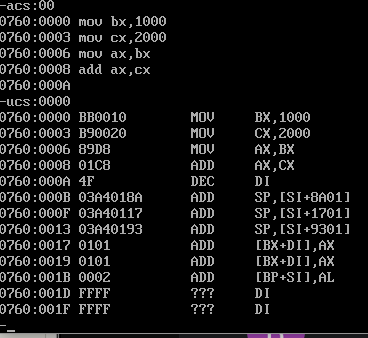 -acs:00
0760:0000 mov bx,1000
0760:0003 mov cx,2000
0760:0006 mov ax,bx
0760:0008 add ax,cx
0760:000A
-ucs:0000
0760:0000 BB0010 MOV BX,1000
0760:0003 B90020 MOV CX,2000
0760:0006 89D8 MOV AX,BX
0760:0008 01C8 ADD AX,CX
0760:000A 4F DEC DI
0760:000B 03A4018A ADD SP,[SI+8A01]
0760:000F 03A40117 ADD SP,[SI+1701]
0760:0013 03A40193 ADD SP,[SI+9301]
0760:0017 0101 ADD [BX+DI],AX
0760:0019 0101 ADD [BX+DI],AX
0760:001B 0002 ADD [BP+SI],AL
0760:001D FFFF ??? DI
0760:001F FFFF ??? DI
-